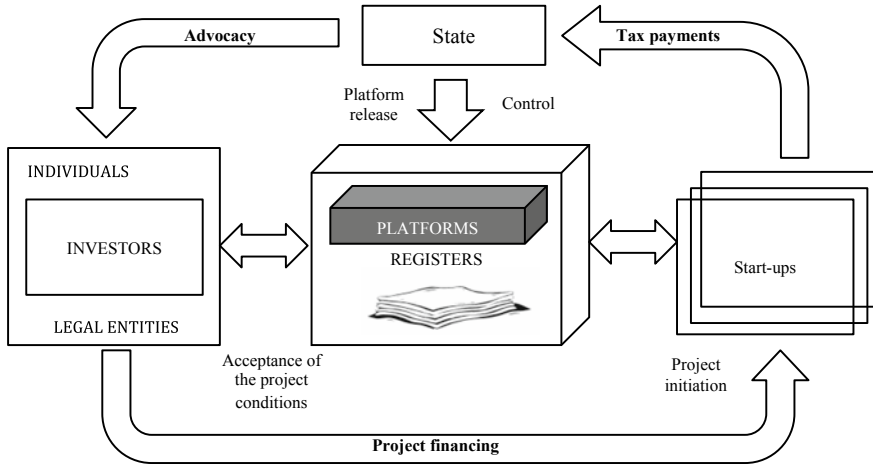 Advocacy
State
Tax payments
Platform
release
Control
INDIVIDUALS
INVESTORS
LEGAL ENTITIES
PLATFORMS
REGISTERS
Start-ups
Acceptance of
the project
conditions
Project
initiation
Project financing